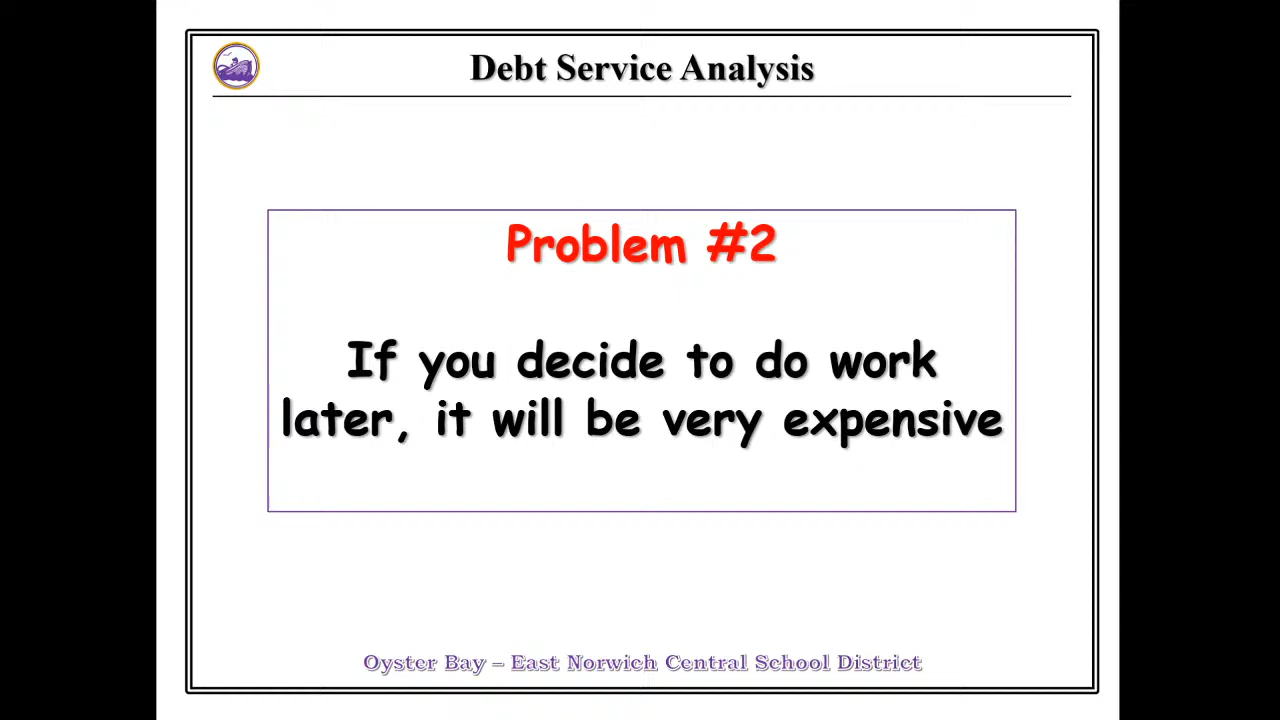 Debt Service Analysis
Problem #2
If you decide to do work
later, it will be very expensive
Oyster Bay – East Norwich Central School District